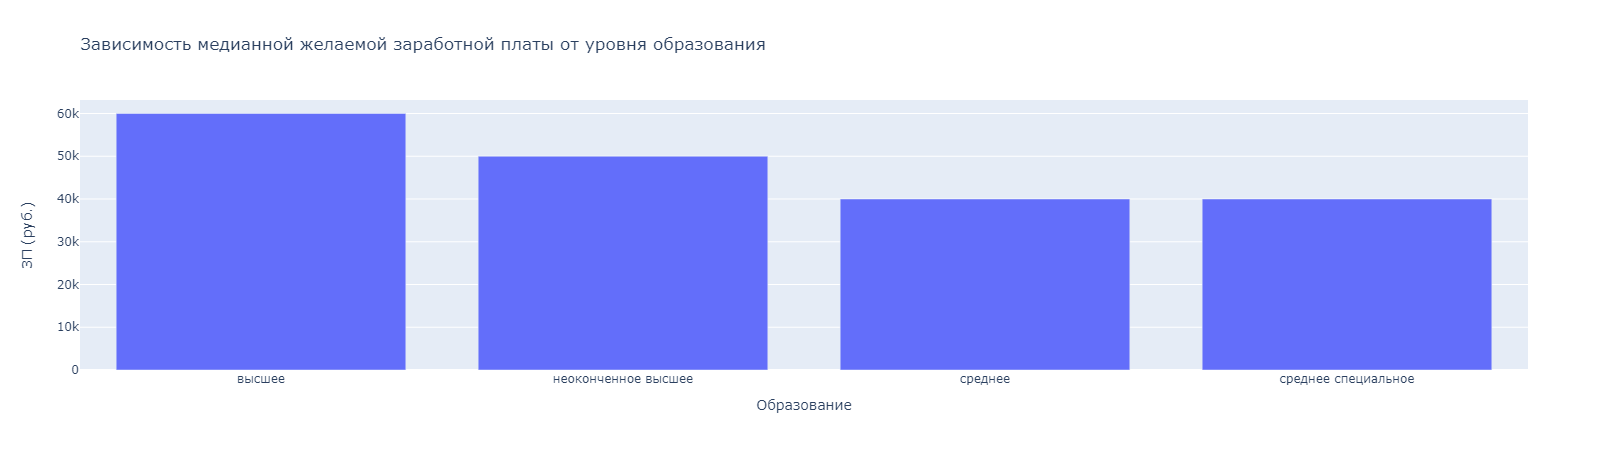 Зависимость медианной желаемой заработной платы от уровня образования
60k
50k
40k
30k
20k
10k
0
ЗП (руб.)
высшее
неоконченное высшее
среднее
среднее специальное
Образование